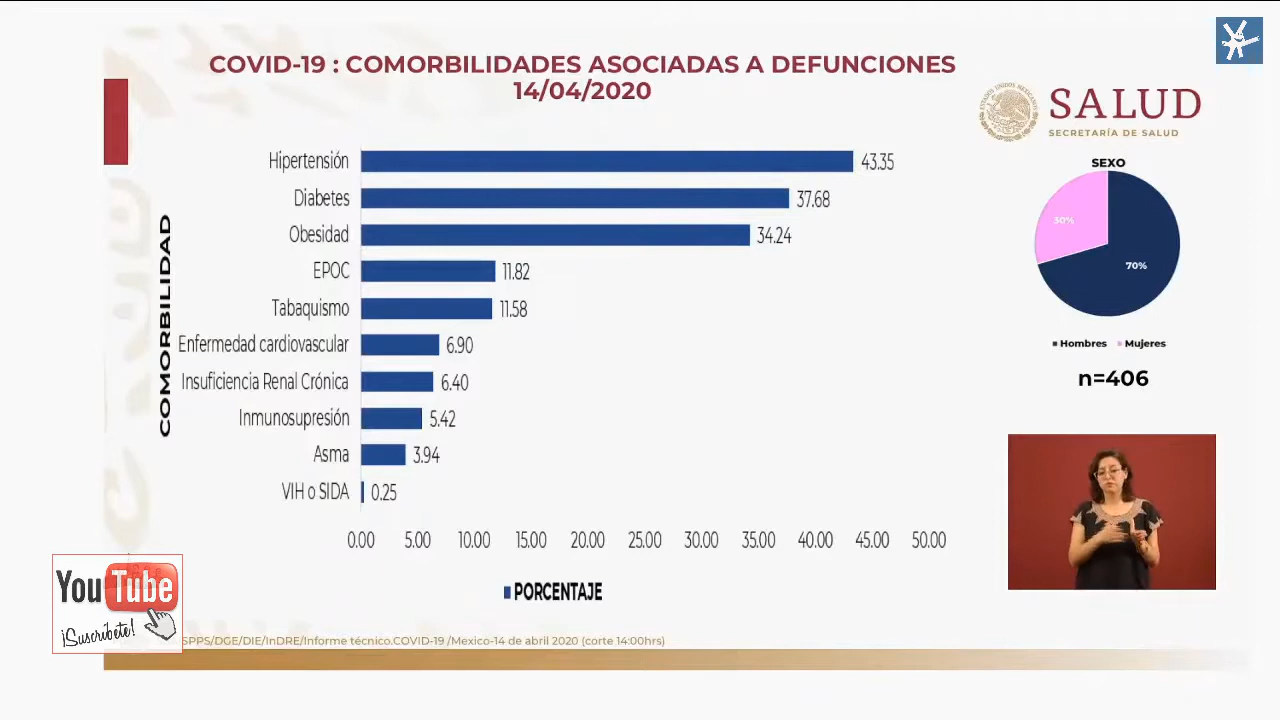 COVID-19 : COMORBILIDADES ASOCIADAS A DEFUNCIONES
14/04/2020
SALUD
SECRETARÍA DE SALUD
COMORBILIDAD
Hipertensión 43.35
Diabetes 37.68
Obesidad 34.24
EPOC 11.82
Tabaquismo 11.58
Enfermedad cardiovascular 6.90
Insuficiencia Renal Crónica 6.40
Inmunosupresión 5.42
Asma 3.94
VIH o SIDA 0.25
0.00 5.00 10.00 15.00 20.00 25.00 30.00 35.00 40.00 45.00 50.00
PORCENTAJE
SEXO
30%
70%
Hombres Mujeres
n=406
YouTube
¡Suscríbete!
SPPS/DGE/DIE/InDRE/Informe técnico.COVID-19 /Mexico-14 de abril 2020 (corte 14:00hrs)